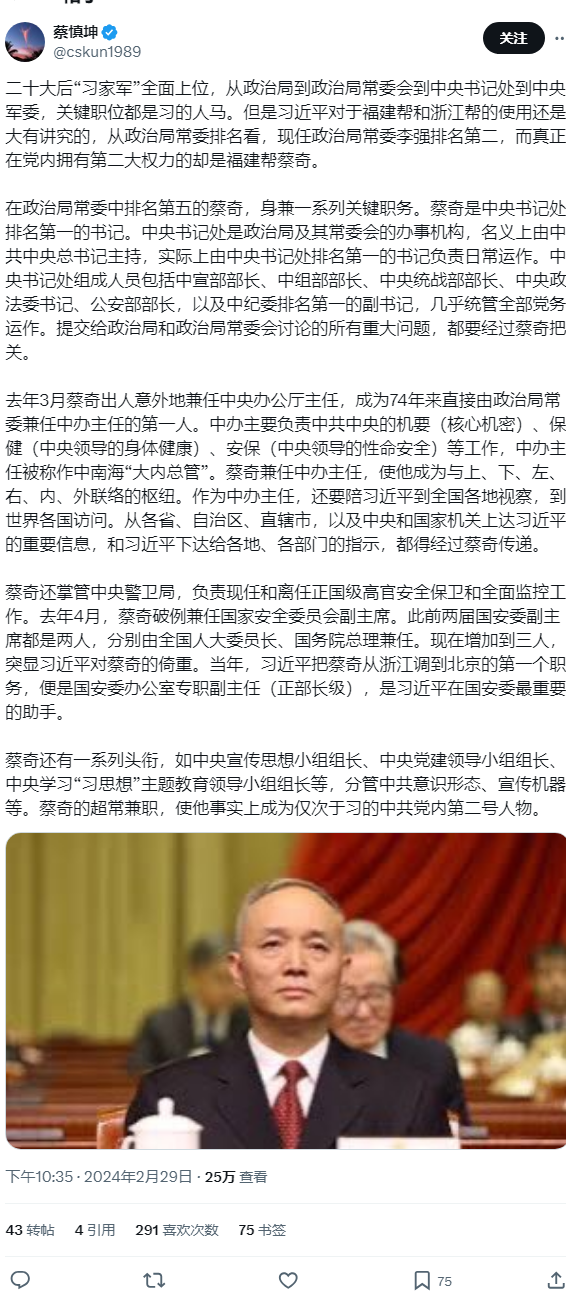 蔡慎坤
@cskun1989
关注
二十大后“习家军”全面上位，从政治局到政治局常委会到中央书记处到中央
军委，关键职位都是习的人马。但是习近平对于福建帮和浙江帮的使用还是
大有讲究的，从政治局常委排名看，现任政治局常委李强排名第二，而真正
在党内拥有第二大权力的却是福建帮蔡奇。
在政治局常委中排名第五的蔡奇，身兼一系列关键职务。蔡奇是中央书记处
排名第一的书记。中央书记处是政治局及其常委会的办事机构，名义上由中
共中央总书记主持，实际上由中央书记处排名第一的书记负责日常运作。中
央书记处组成人员包括中宣部部长、中组部部长、中央统战部部长、中央政
法委书记、公安部部长，以及中纪委排名第一的副书记，几乎统管全部党务
运作。提交给政治局和政治局常委会讨论的所有重大问题，都要经过蔡奇把
关。
去年3月蔡奇出人意外地兼任中央办公厅主任，成为74年来直接由政治局常
委兼任中办主任的第一人。中办主要负责中共中央的机要（核心机密）、保
健（中央领导的身体健康）、安保（中央领导的性命安全）等工作，中办主
任被称作中南海“大内总管”。蔡奇兼任中办主任，使他成为与上、下、左、
右、内、外联络的枢纽。作为中办主任，还要陪习近平到全国各地视察，到
世界各国访问。从各省、自治区、直辖市，以及中央和国家机关上达习近平
的重要信息，和习近平下达给各地、各部门的指示，都得经过蔡奇传递。
蔡奇还掌管中央警卫局，负责现任和离任正国级高官安全保卫和全面监控工
作。去年4月，蔡奇破例兼任国家安全委员会副主席。此前两届国安委副主
席都是两人，分别由全国人大委员长、国务院总理兼任。现在增加到三人，
突显习近平对蔡奇的倚重。当年，习近平把蔡奇从浙江调到北京的第一个职
务，便是国安委办公室专职副主任（正部长级），是习近平在国安委最重要
的助手。
蔡奇还有一系列头衔，如中央宣传思想小组组长、中央党建领导小组组长、
中央学习“习思想”主题教育领导小组组长等，分管中共意识形态、宣传机器
等。蔡奇的超常兼职，使他事实上成为仅次于习的中共党内第二号人物。
下午10:35 · 2024年2月29日 · 25万 查看
43 转帖 4 引用 291 喜欢次数 75 书签
75